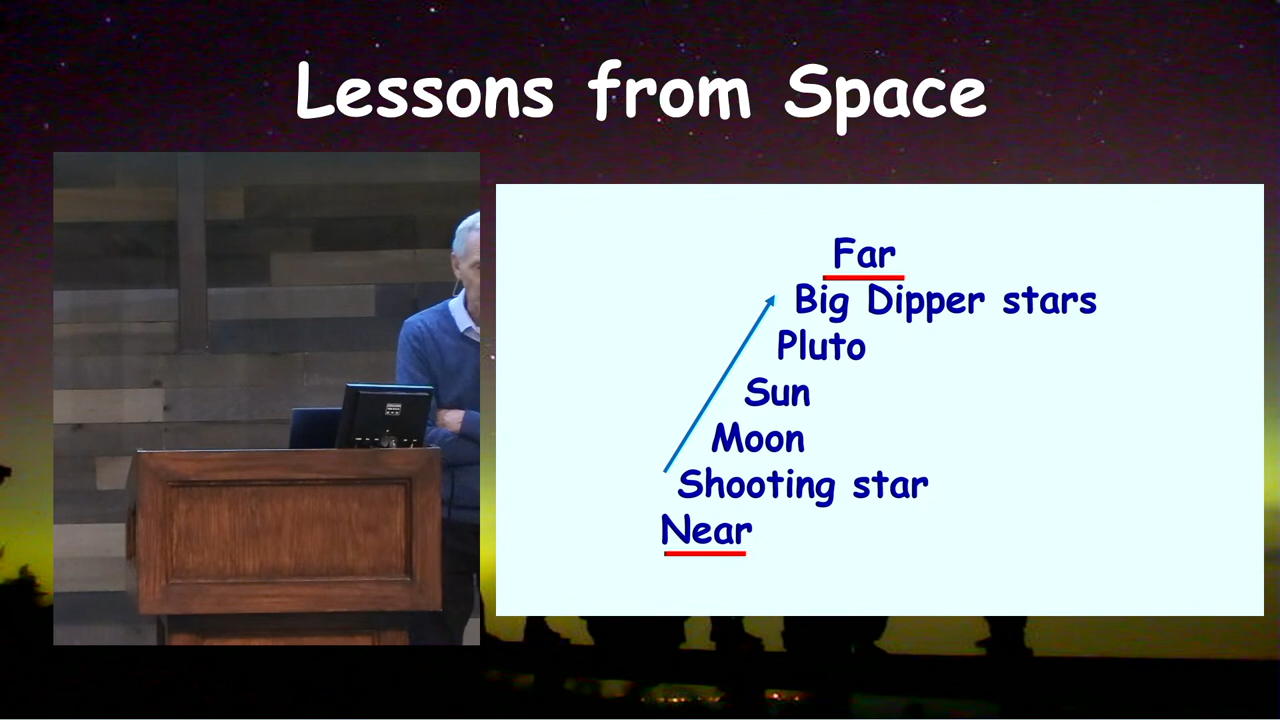 Lessons from Space
Far
Big Dipper stars
Pluto
Sun
Moon
Shooting star
Near